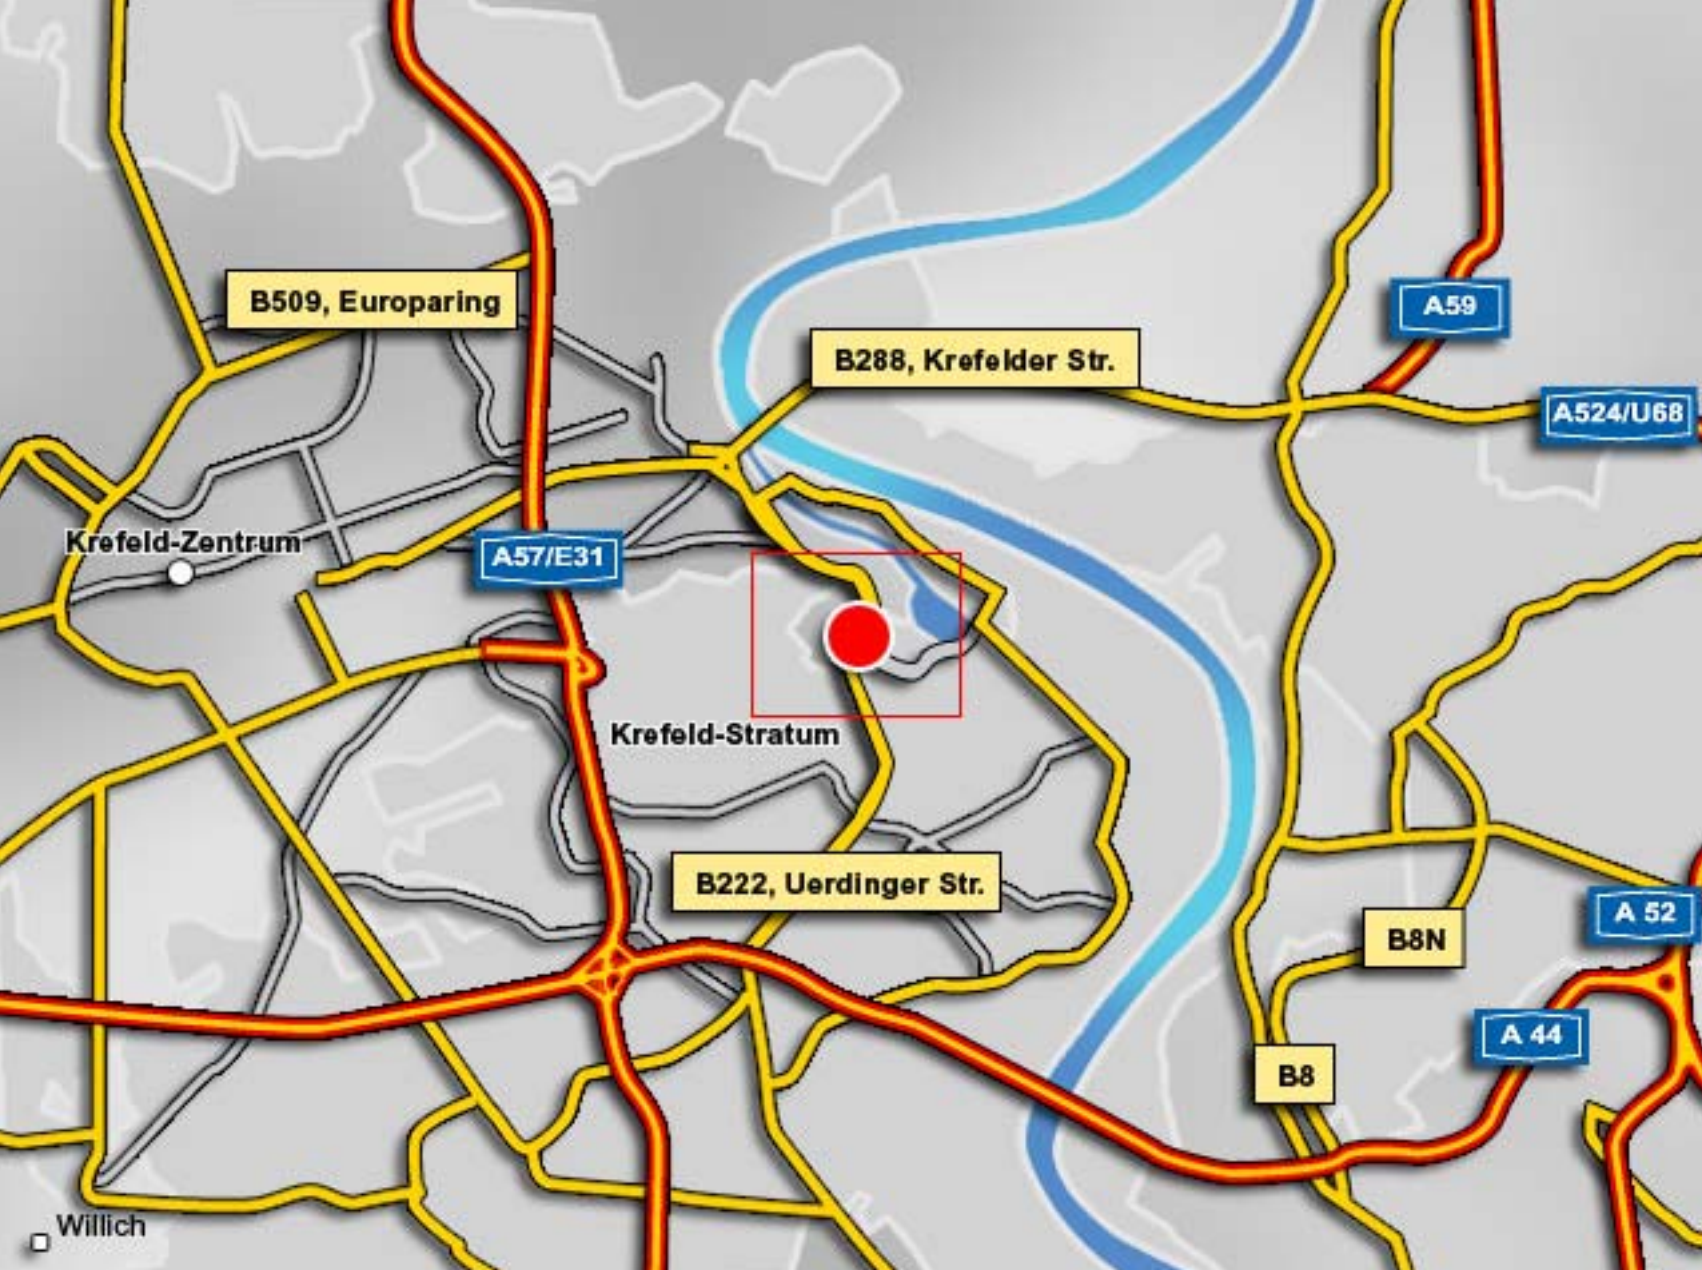 B509, Europaring
A59
B288, Krefelder Str.
A524/U68
Krefeld-Zentrum
A57/E31
Krefeld-Stratum
B222, Uerdinger Str.
A 52
B8N
A 44
B8
Willich